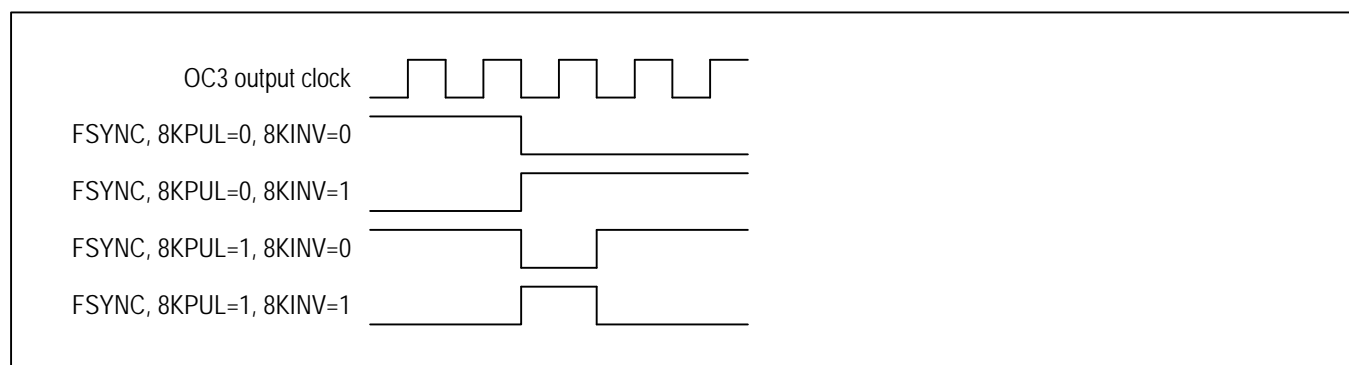 OC3 output clock
FSYNC, 8KPUL=0, 8KINV=0
FSYNC, 8KPUL=0, 8KINV=1
FSYNC, 8KPUL=1, 8KINV=0
FSYNC, 8KPUL=1, 8KINV=1